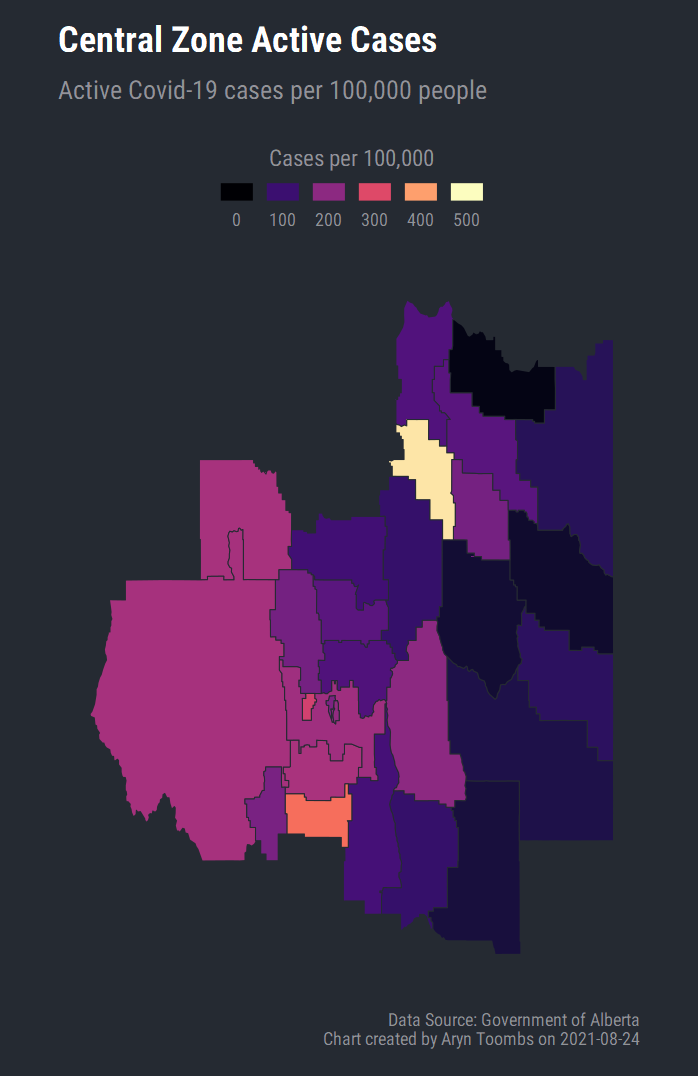 Central Zone Active Cases
Active Covid-19 cases per 100,000 people
Cases per 100,000
0 100 200 300 400 500
Data Source: Government of Alberta
Chart created by Aryn Toombs on 2021-08-24